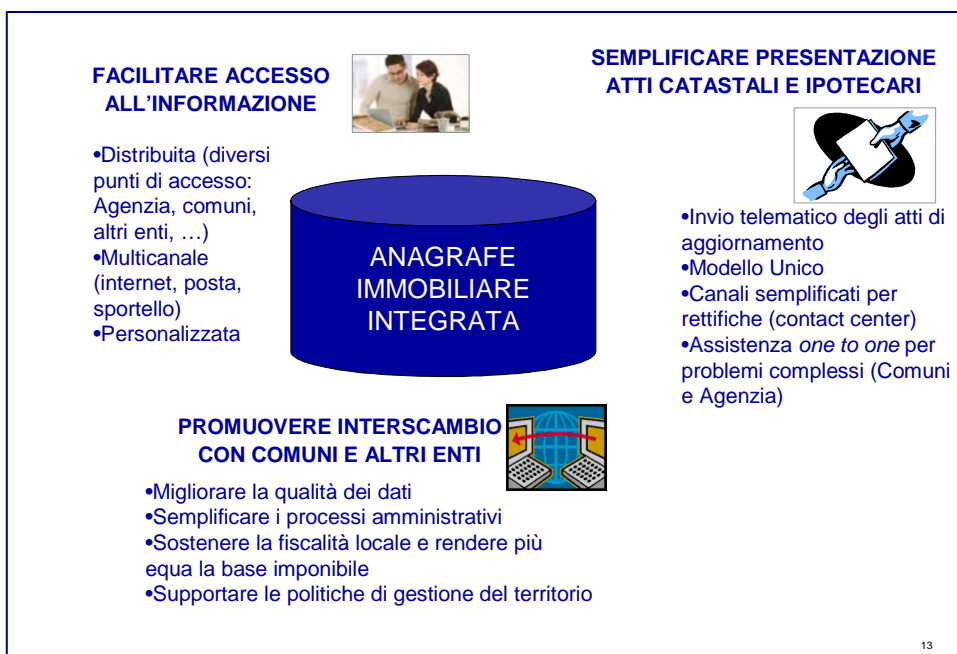 FACILITARE ACCESSO
ALL’INFORMAZIONE
•Distribuita (diversi
punti di accesso:
Agenzia, comuni,
altri enti, …)
•Multicanale
(internet, posta,
sportello)
•Personalizzata
SEMPLIFICARE PRESENTAZIONE
ATTI CATASTALI E IPOTECARI
•Invio telematico degli atti di
aggiornamento
•Modello Unico
•Canali semplificati per
rettifiche (contact center)
•Assistenza one to one per
problemi complessi (Comuni
e Agenzia)
ANAGRAFE
IMMOBILIARE
INTEGRATA
PROMUOVERE INTERSCAMBIO
CON COMUNI E ALTRI ENTI
•Migliorare la qualità dei dati
•Semplificare i processi amministrativi
•Sostenere la fiscalità locale e rendere più
equa la base imponibile
•Supportare le politiche di gestione del territorio
13